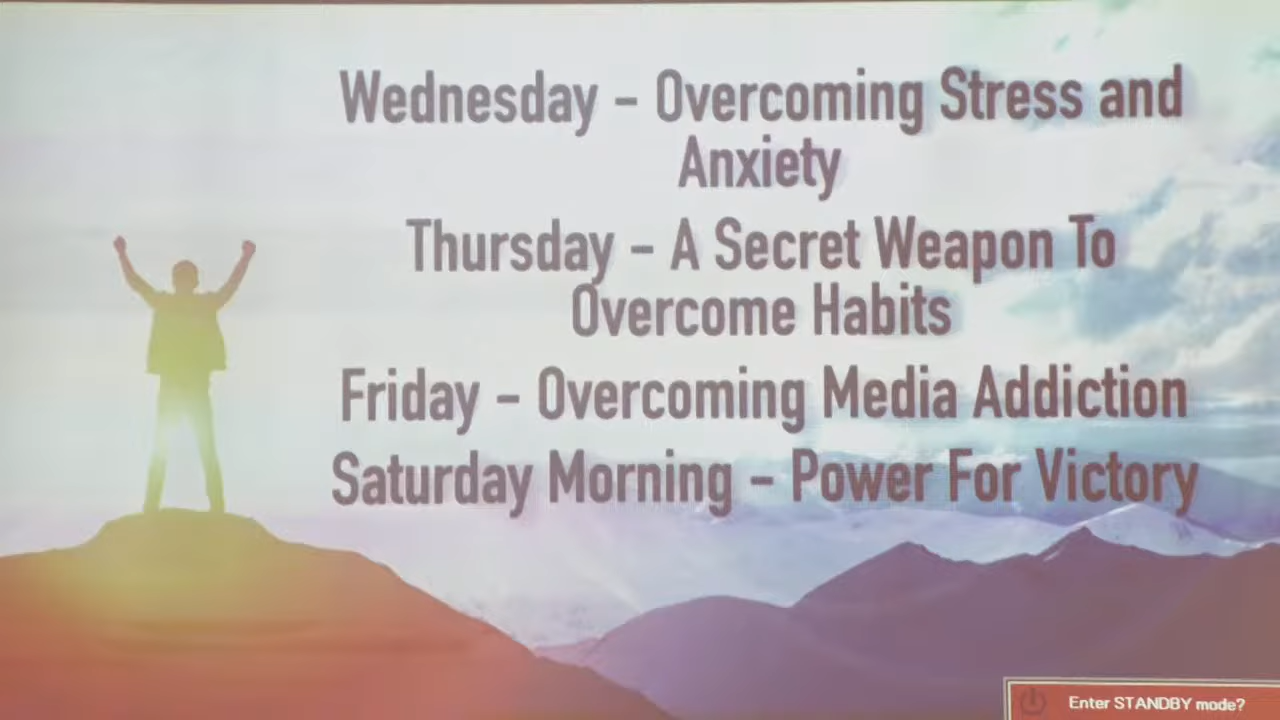 Wednesday – Overcoming Stress and
Anxiety
Thursday – A Secret Weapon To
Overcome Habits
Friday – Overcoming Media Addiction
Saturday Morning – Power For Victory
Enter STANDBY mode?